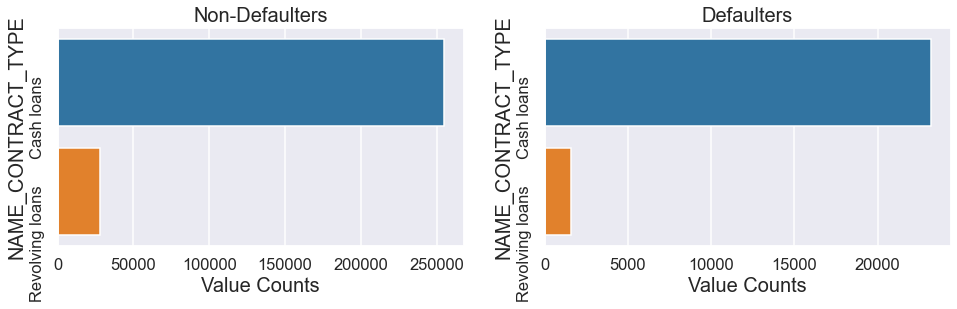 Non-Defaulters
NAME_CONTRACT_TYPE
Cash loans
Revolving loans
0 50000 100000 150000 200000 250000
Value Counts
Defaulters
NAME_CONTRACT_TYPE
Cash loans
Revolving loans
0 5000 10000 15000 20000
Value Counts